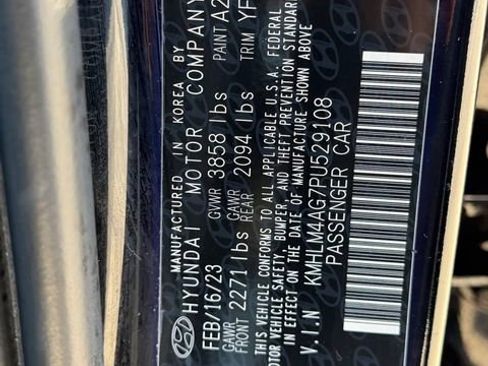 MANUFACTURED IN KOREA BY
HYUNDAI MOTOR COMPANY
FEB/16/23 GVWR 3858 lbs PAINT A2
GAWR FRONT 2271 lbs GAWR REAR 2094 lbs TRIM YF
THIS VEHICLE CONFORMS TO ALL APPLICABLE U.S.A. FEDERAL
MOTOR VEHICLE SAFETY, BUMPER, AND THEFT PREVENTION STANDARD
IN EFFECT ON THE DATE OF MANUFACTURE SHOWN ABOVE
V.I.N KMHLM4AG7PU529108
PASSENGER CAR